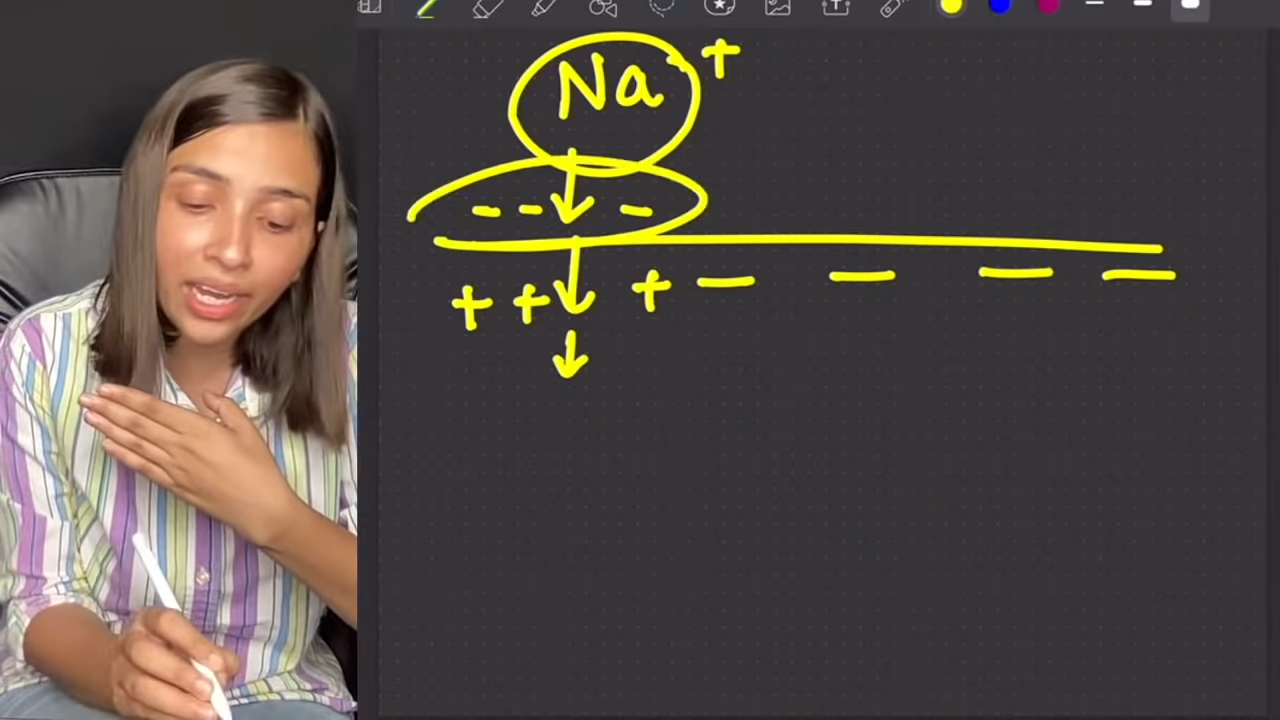 Na +
- - -
+ + + - - - -